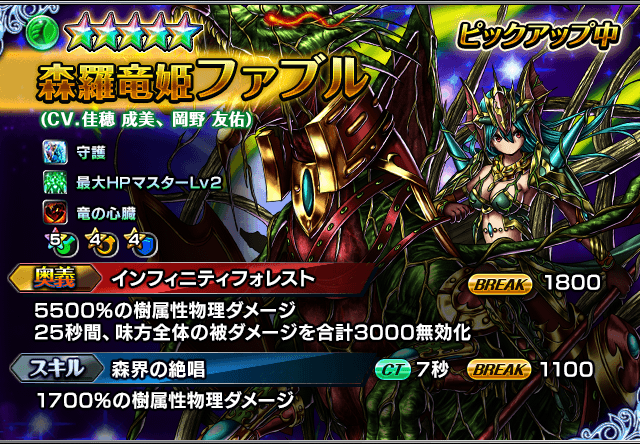 ピックアップ中
森羅竜姫ファブル
(CV.佳穂 成美、岡野 友佑)
守護
最大HPマスターLv2
竜の心臓
5 4 4
奥義 インフィニティフォレスト BREAK 1800
5500%の樹属性物理ダメージ
25秒間、味方全体の被ダメージを合計3000無効化
スキル 森界の絶唱 CT 7秒 BREAK 1100
1700%の樹属性物理ダメージ